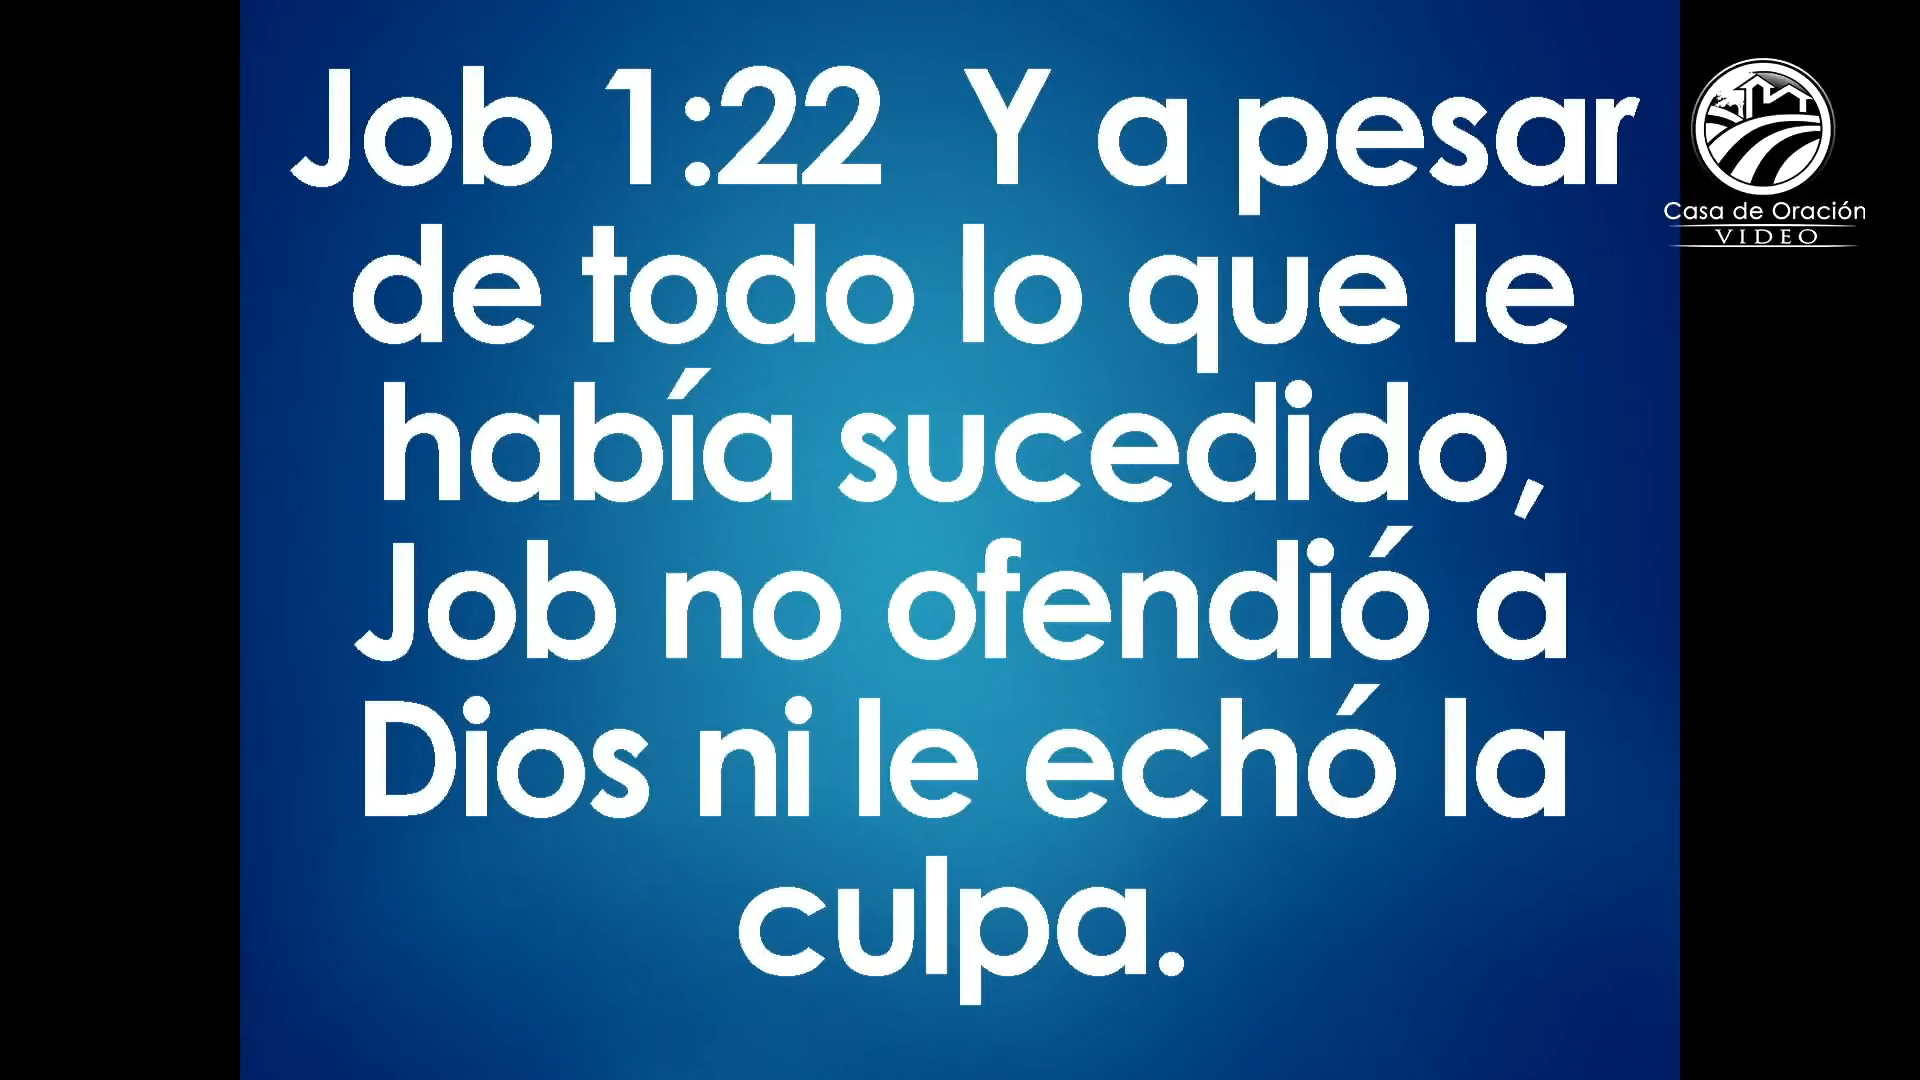 Job 1:22 Y a pesar
de todo lo que le
había sucedido,
Job no ofendió a
Dios ni le echó la
culpa.
Casa de Oración
VIDEO